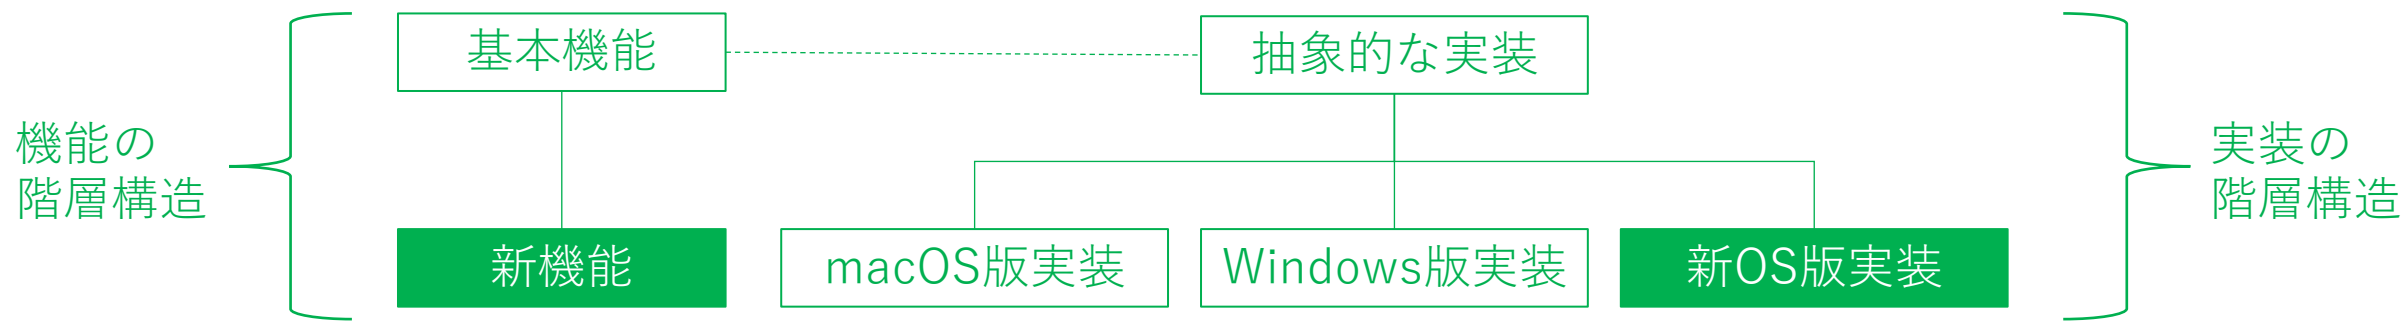 基本機能
抽象的な実装
機能の
階層構造
実装の
階層構造
新機能
macOS版実装
Windows版実装
新OS版実装